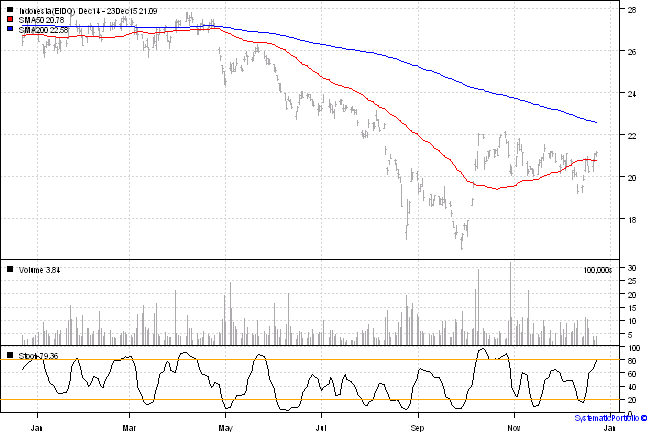 Indonesia(EIDO) Dec14 - 23Dec15 21.09
SMA50 20.78
SMA200 22.58
28
26
24
22
20
18
Volume 3.84
100,000s
30
25
20
15
10
5
Stoch 79.36
100
80
60
40
20
0
Jan Mar May Jul Sep Nov Jan
SystematicPortfolio ©